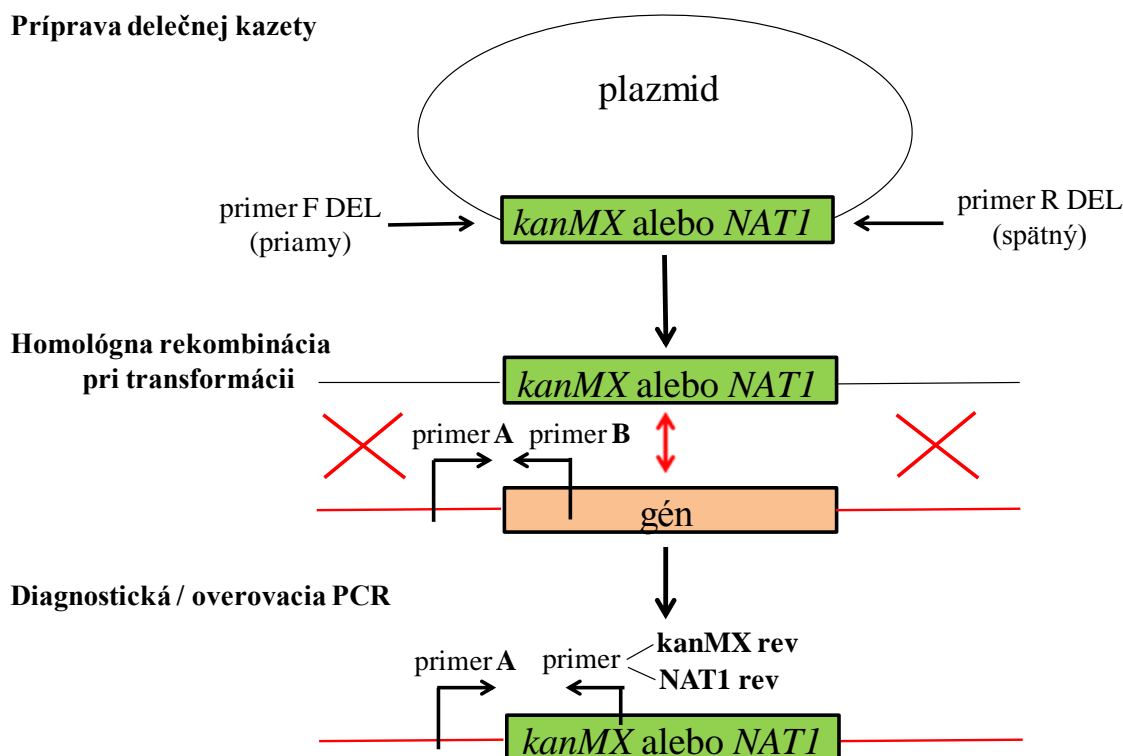 Príprava delečnej kazety
plazmid
primer F DEL
(priamy)
kanMX alebo NAT1
primer R DEL
(spätný)
Homológna rekombinácia
pri transformácii
kanMX alebo NAT1
primer A
primer B
gén
Diagnostická / overovacia PCR
primer A
primer
kanMX rev
NAT1 rev
kanMX alebo NAT1